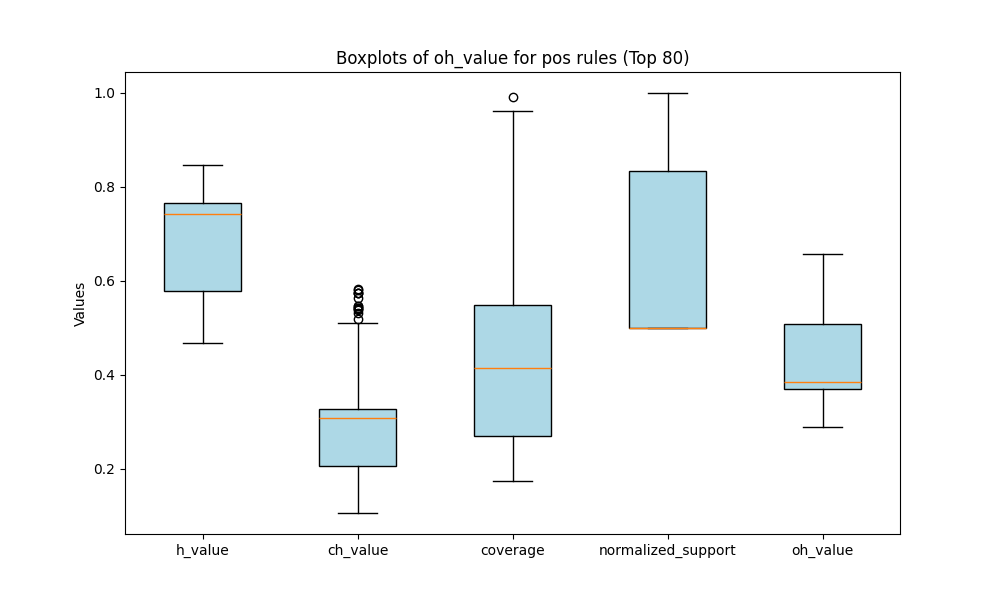 Boxplots of oh_value for pos rules (Top 80)
Values
1.0
0.8
0.6
0.4
0.2
h_value
ch_value
coverage
normalized_support
oh_value